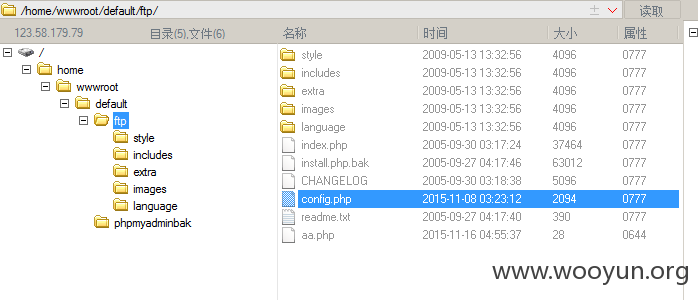 /home/wwwroot/default/ftp/ 读取
123.58.179.79 目录(5),文件(6) 名称 时间 大小 属性
/
home
wwwroot
default
ftp
style
includes
extra
images
language
phpmyadminbak
style 2009-05-13 13:32:56 4096 0777
includes 2009-05-13 13:32:56 4096 0777
extra 2009-05-13 13:32:56 4096 0777
images 2009-05-13 13:32:56 4096 0777
language 2009-05-13 13:32:56 4096 0777
index.php 2005-09-30 03:17:24 37464 0777
install.php.bak 2005-09-27 04:17:46 63012 0777
CHANGELOG 2005-09-30 03:18:38 5096 0777
config.php 2015-11-08 03:23:12 2094 0777
readme.txt 2005-09-27 04:17:40 390 0777
aa.php 2015-11-16 04:55:37 28 0644
www.wooyun.org